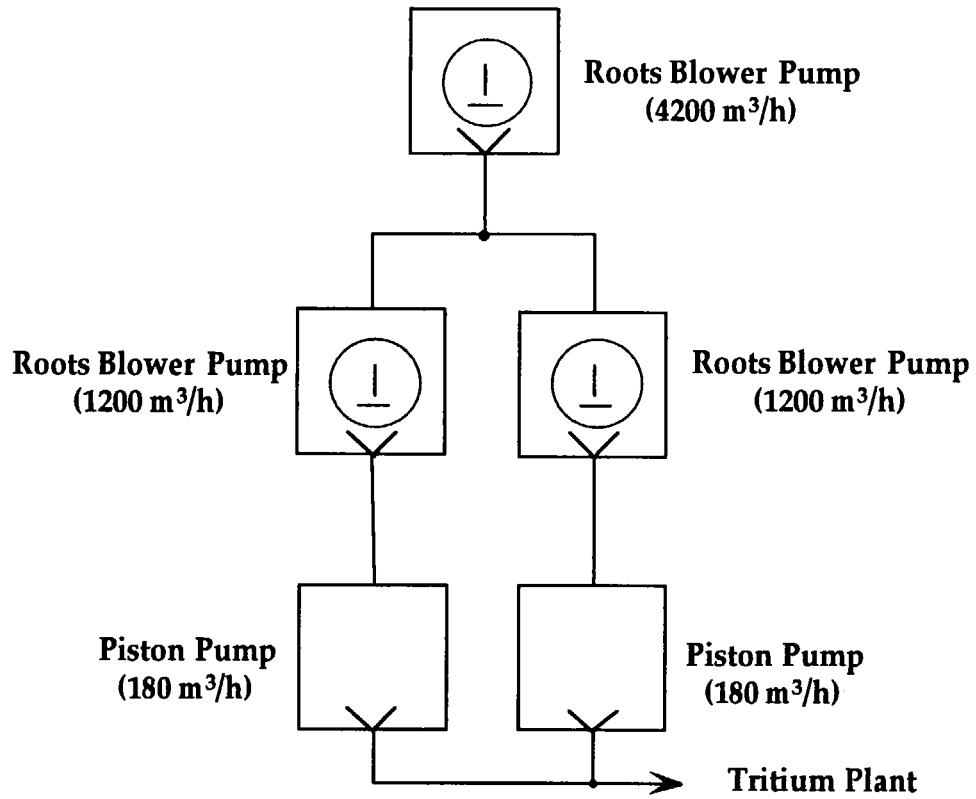 Roots Blower Pump
(4200 m³/h)
Roots Blower Pump
(1200 m³/h)
Roots Blower Pump
(1200 m³/h)
Piston Pump
(180 m³/h)
Piston Pump
(180 m³/h)
Tritium Plant